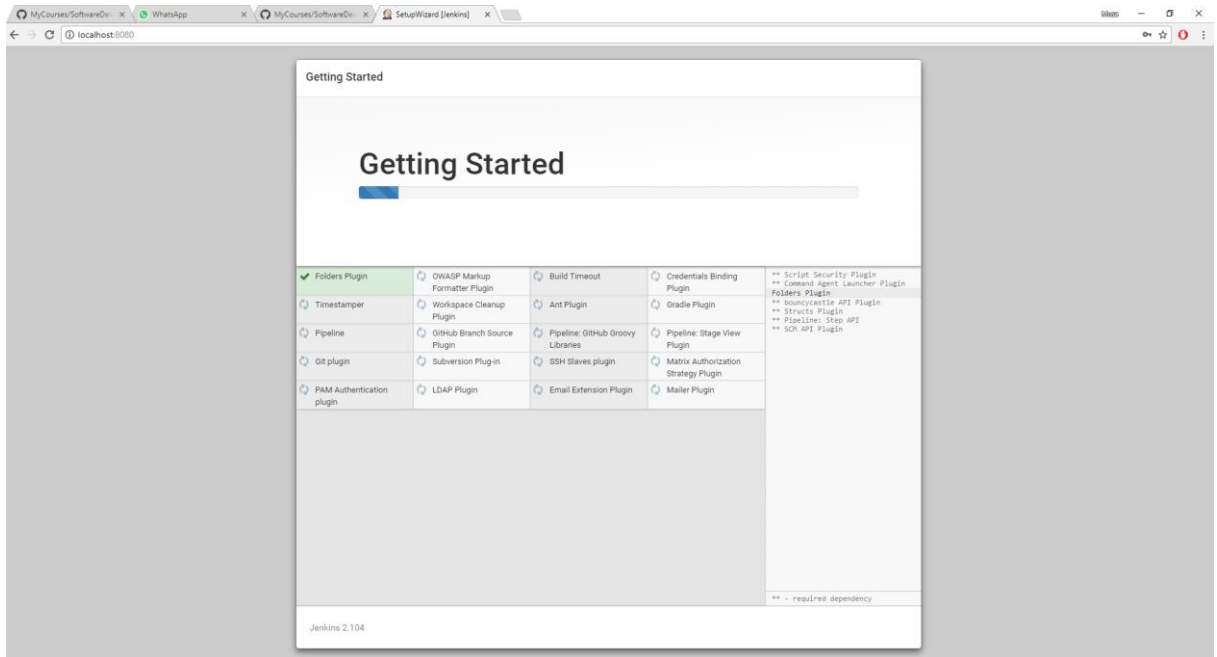 MyCourses/SoftwareDe
WhatsApp
MyCourses/SoftwareDe
SetupWizard [Jenkins]
localhost:8080
Getting Started
Getting Started
Folders Plugin
OWASP Markup
Formatter Plugin
Build Timeout
Credentials Binding
Plugin
Timestamper
Workspace Cleanup
Plugin
Ant Plugin
Gradle Plugin
Pipeline
GitHub Branch Source
Plugin
Pipeline: GitHub Groovy
Libraries
Pipeline: Stage View
Plugin
Git plugin
Subversion Plug-in
SSH Slaves plugin
Matrix Authorization
Strategy Plugin
PAM Authentication
plugin
LDAP Plugin
Email Extension Plugin
Mailer Plugin
** Script Security Plugin
** Command Agent Launcher Plugin
Folders Plugin
** bouncycastle API Plugin
** Structs Plugin
** Pipeline: Step API
** SCM API Plugin
** - required dependency
Jenkins 2.104